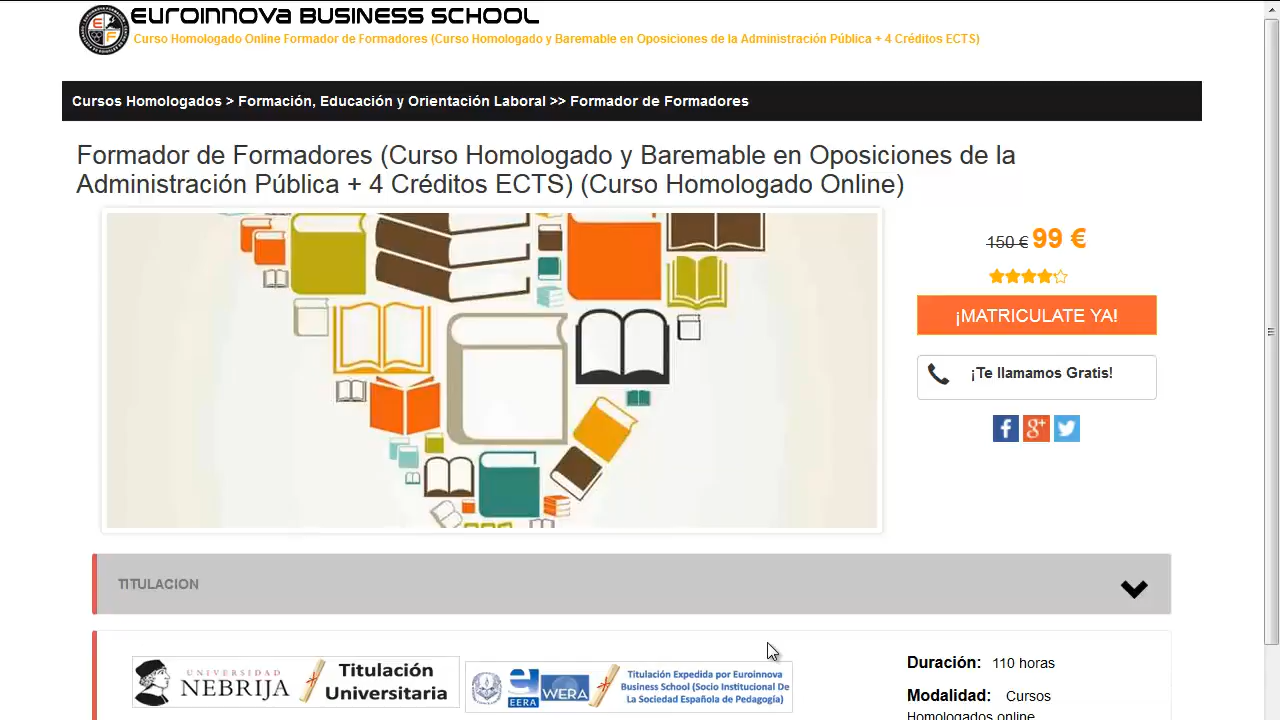 EUROINNOVA BUSINESS SCHOOL
Curso Homologado Online Formador de Formadores (Curso Homologado y Baremable en Oposiciones de la Administración Pública + 4 Créditos ECTS)
Cursos Homologados > Formación, Educación y Orientación Laboral >> Formador de Formadores
Formador de Formadores (Curso Homologado y Baremable en Oposiciones de la
Administración Pública + 4 Créditos ECTS) (Curso Homologado Online)
150 € 99 €
¡MATRICULATE YA!
¡Te llamamos Gratis!
TITULACION
UNIVERSIDAD
NEBRIJA
Titulación
Universitaria
EERA
WERA
Titulación Expedida por Euroinnova
Business School (Socio Institucional De
La Sociedad Española de Pedagogía)
Duración: 110 horas
Modalidad: Cursos
Homologados online